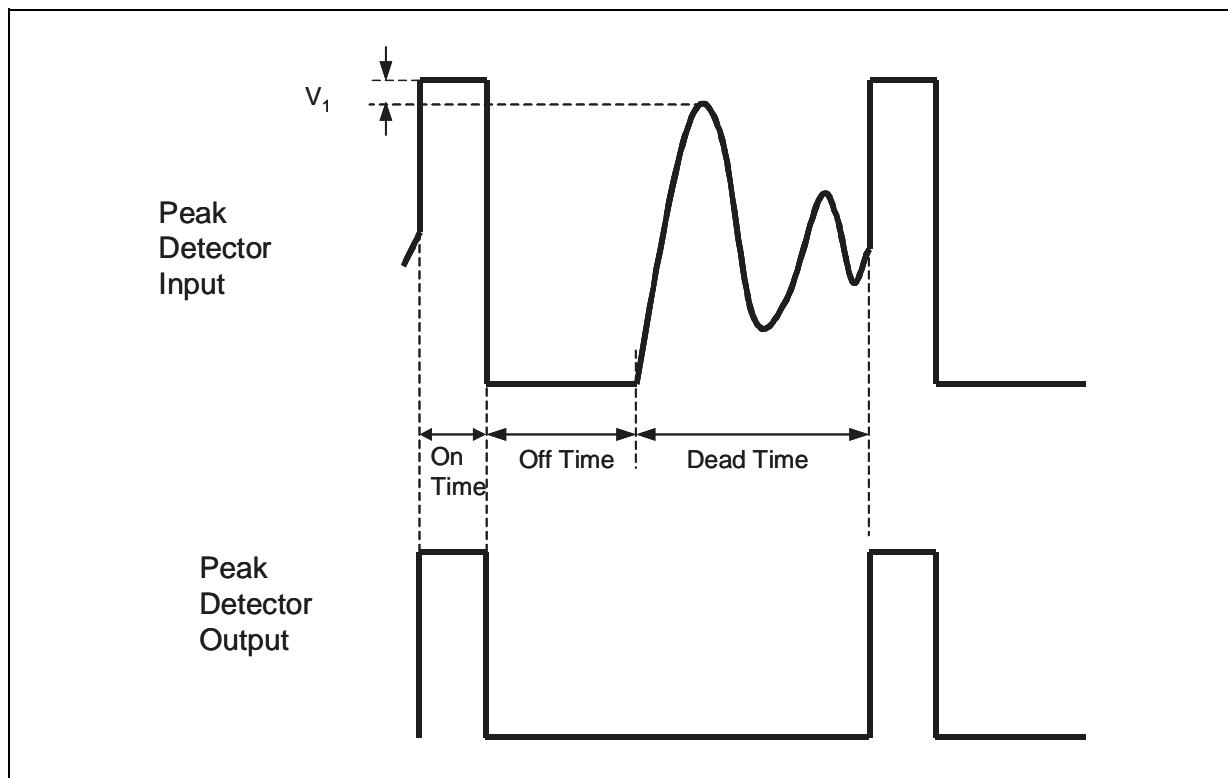 V₁
Peak
Detector
Input
On
Time
Off Time
Dead Time
Peak
Detector
Output